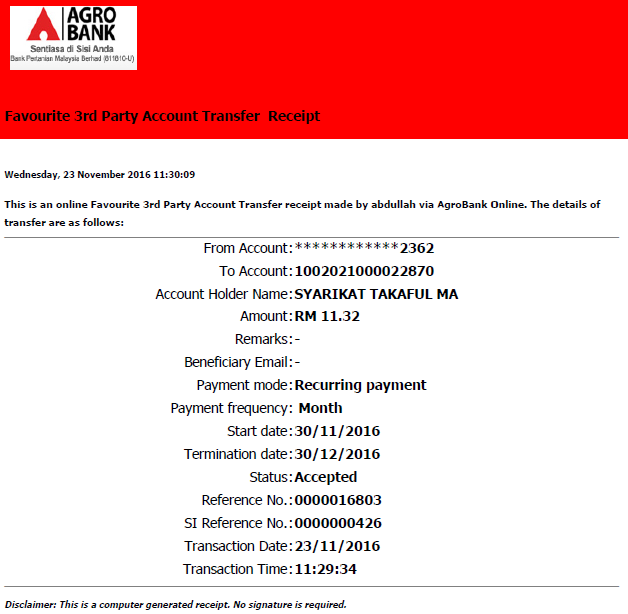 AGRO
BANK
Sentiasa di Sisi Anda
Bank Pertanian Malaysia Berhad (811810-U)
Favourite 3rd Party Account Transfer Receipt
Wednesday, 23 November 2016 11:30:09
This is an online Favourite 3rd Party Account Transfer receipt made by abdullah via AgroBank Online. The details of
transfer are as follows:
From Account:************2362
To Account:1002021000022870
Account Holder Name:SYARIKAT TAKAFUL MA
Amount:RM 11.32
Remarks:-
Beneficiary Email:-
Payment mode:Recurring payment
Payment frequency: Month
Start date:30/11/2016
Termination date:30/12/2016
Status:Accepted
Reference No.:0000016803
SI Reference No.:0000000426
Transaction Date:23/11/2016
Transaction Time:11:29:34
Disclaimer: This is a computer generated receipt. No signature is required.